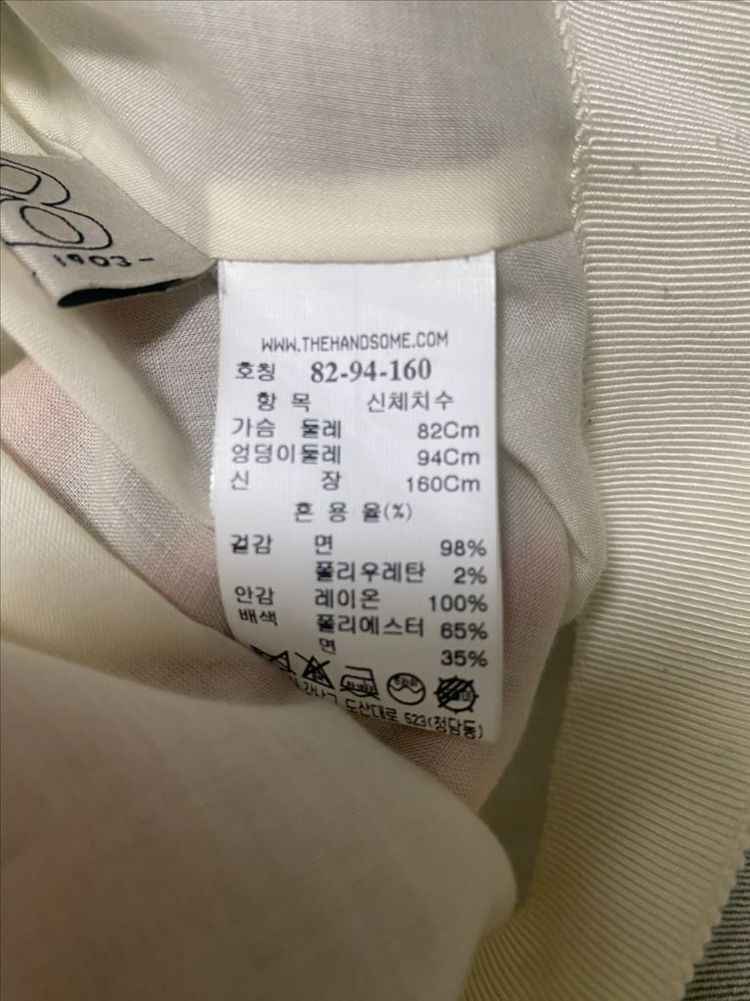 1903-
WWW.THEHANDSOME.COM
호칭 82-94-160
항 목 신체치수
가슴 둘레 82Cm
엉덩이둘레 94Cm
신 장 160Cm
혼 용 율(%)
겉감 면 98%
폴리우레탄 2%
안감 레이온 100%
배색 폴리에스터 65%
면 35%
강남구 도산대로 523(청담동)